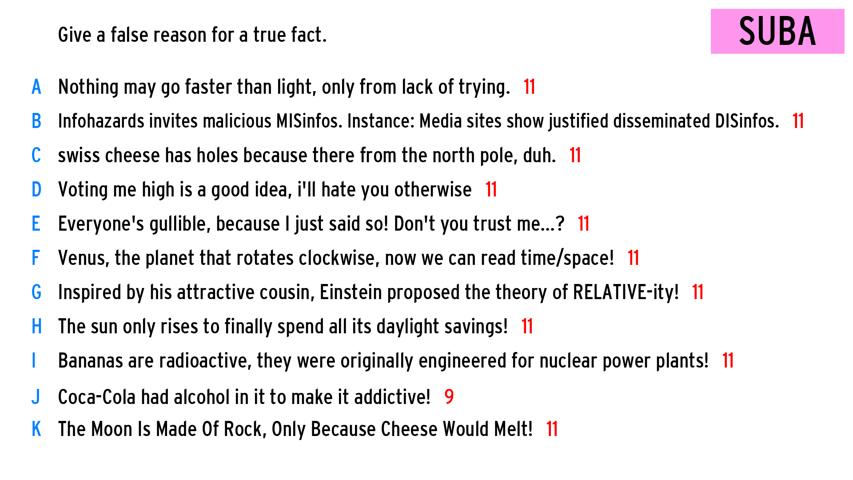 Give a false reason for a true fact.
SUBA
A Nothing may go faster than light, only from lack of trying. 11
B Infohazards invites malicious MISinfos. Instance: Media sites show justified disseminated DISinfos. 11
C swiss cheese has holes because there from the north pole, duh. 11
D Voting me high is a good idea, i'll hate you otherwise 11
E Everyone's gullible, because I just said so! Don't you trust me...? 11
F Venus, the planet that rotates clockwise, now we can read time/space! 11
G Inspired by his attractive cousin, Einstein proposed the theory of RELATIVE-ity! 11
H The sun only rises to finally spend all its daylight savings! 11
I Bananas are radioactive, they were originally engineered for nuclear power plants! 11
J Coca-Cola had alcohol in it to make it addictive! 9
K The Moon Is Made Of Rock, Only Because Cheese Would Melt! 11